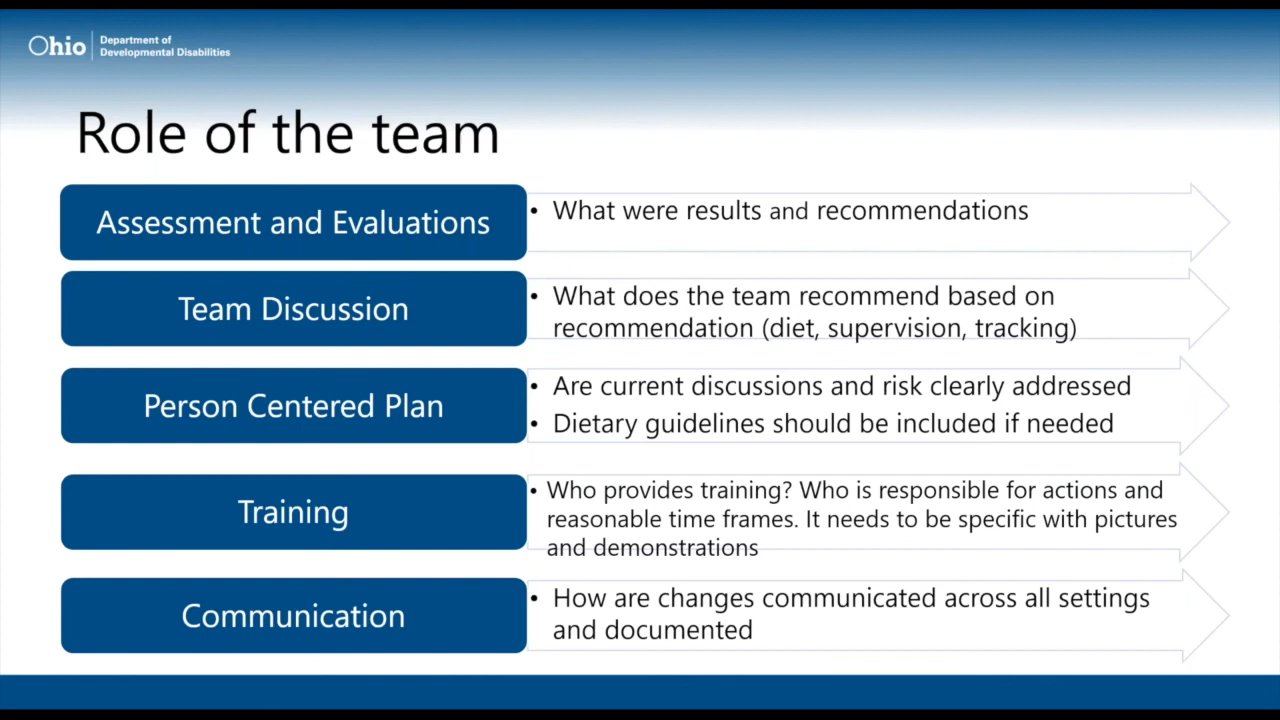 Ohio
Department of
Developmental Disabilities
Role of the team
Assessment and Evaluations
• What were results and recommendations
Team Discussion
• What does the team recommend based on
recommendation (diet, supervision, tracking)
Person Centered Plan
• Are current discussions and risk clearly addressed
• Dietary guidelines should be included if needed
Training
• Who provides training? Who is responsible for actions and
reasonable time frames. It needs to be specific with pictures
and demonstrations
Communication
• How are changes communicated across all settings
and documented